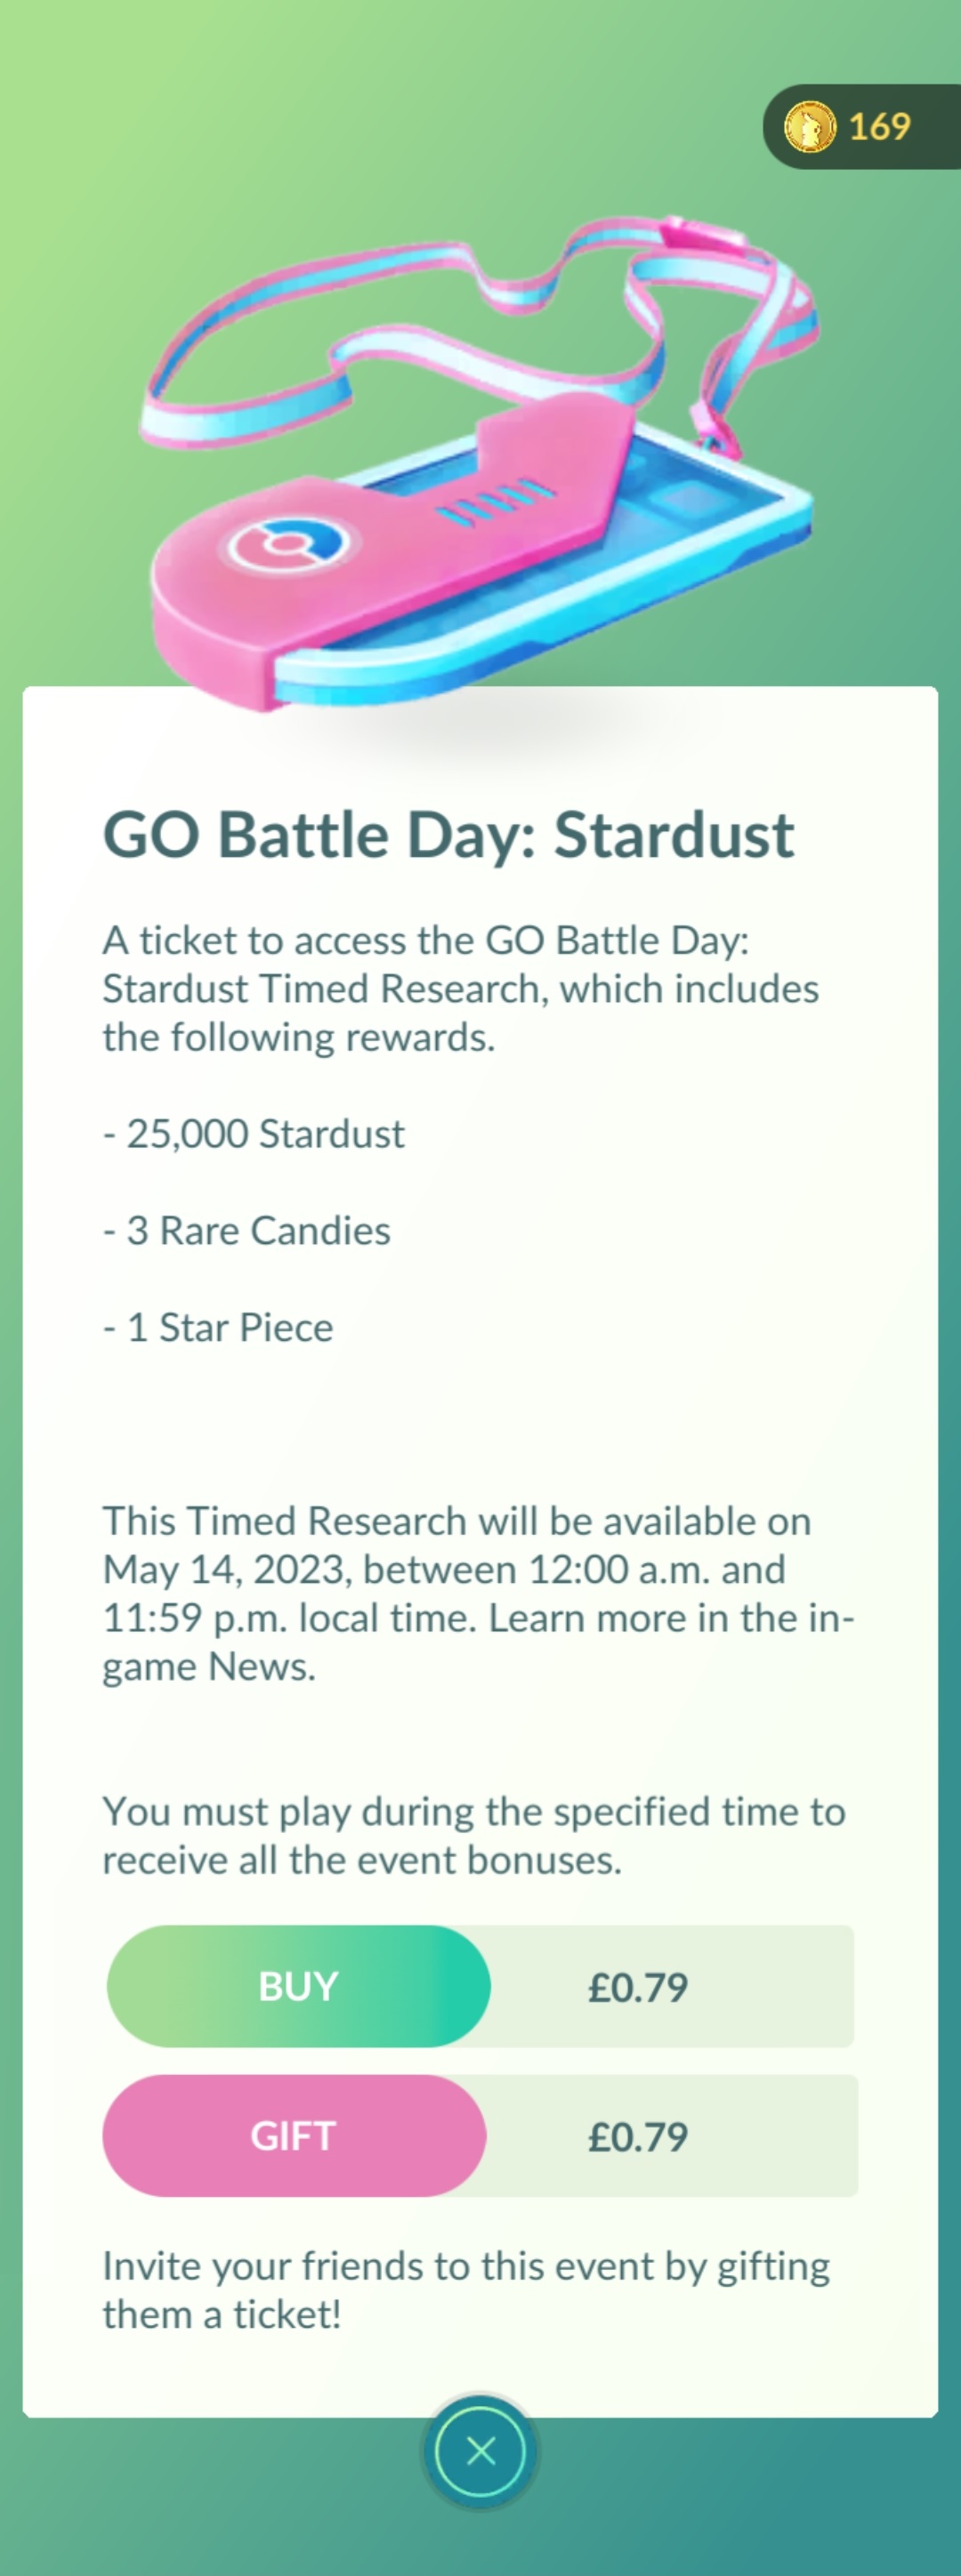 169
GO Battle Day: Stardust
A ticket to access the GO Battle Day:
Stardust Timed Research, which includes
the following rewards.
- 25,000 Stardust
- 3 Rare Candies
- 1 Star Piece
This Timed Research will be available on
May 14, 2023, between 12:00 a.m. and
11:59 p.m. local time. Learn more in the in-
game News.
You must play during the specified time to
receive all the event bonuses.
BUY £0.79
GIFT £0.79
Invite your friends to this event by gifting
them a ticket!